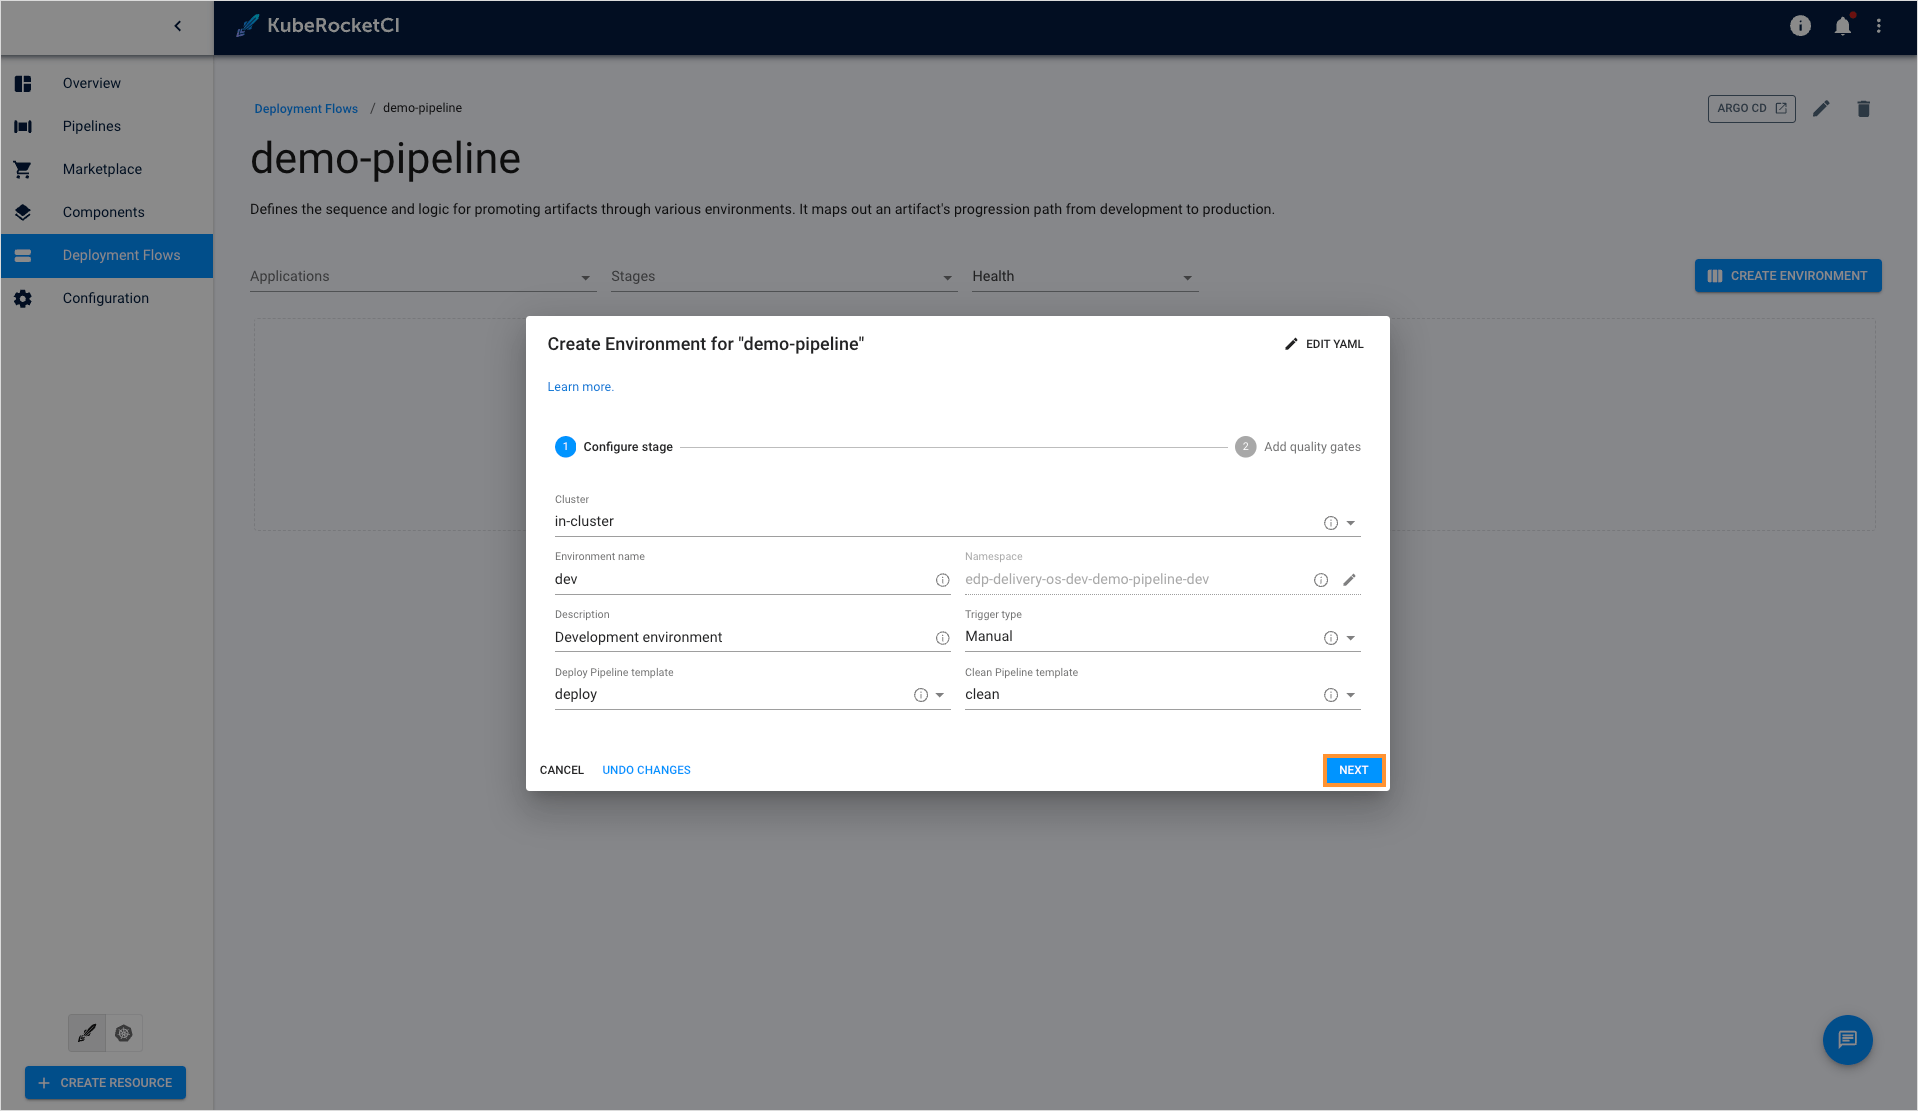 KubeRocketCI
Overview
Pipelines
Marketplace
Components
Deployment Flows
Configuration
Deployment Flows / demo-pipeline
ARGO CD
demo-pipeline
Defines the sequence and logic for promoting artifacts through various environments. It maps out an artifact's progression path from development to production.
Applications
Stages
Health
CREATE ENVIRONMENT
Create Environment for "demo-pipeline"
EDIT YAML
Learn more.
1 Configure stage
2 Add quality gates
Cluster
in-cluster
Environment name
dev
Namespace
edp-delivery-os-dev-demo-pipeline-dev
Description
Development environment
Trigger type
Manual
Deploy Pipeline template
deploy
Clean Pipeline template
clean
CANCEL
UNDO CHANGES
NEXT
CREATE RESOURCE